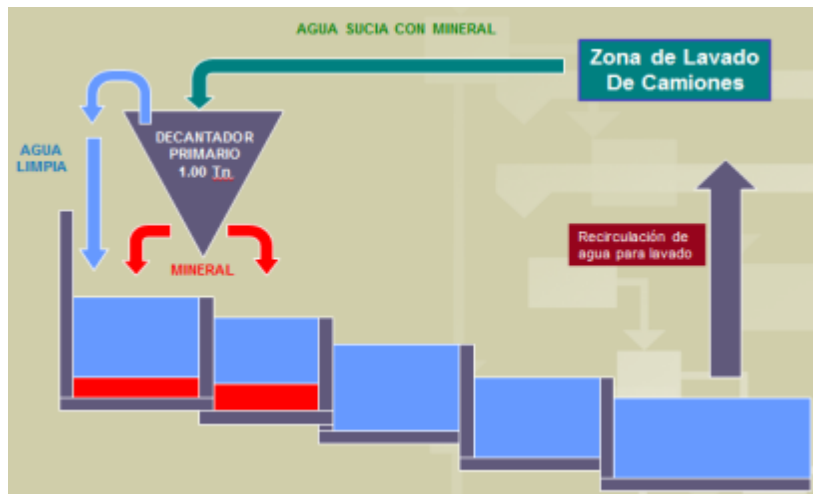 AGUA SUCIA CON MINERAL
Zona de Lavado
De Camiones
DECANTADOR
PRIMARIO
1.00 Tn
AGUA
LIMPIA
Recirculación de
agua para lavado
MINERAL